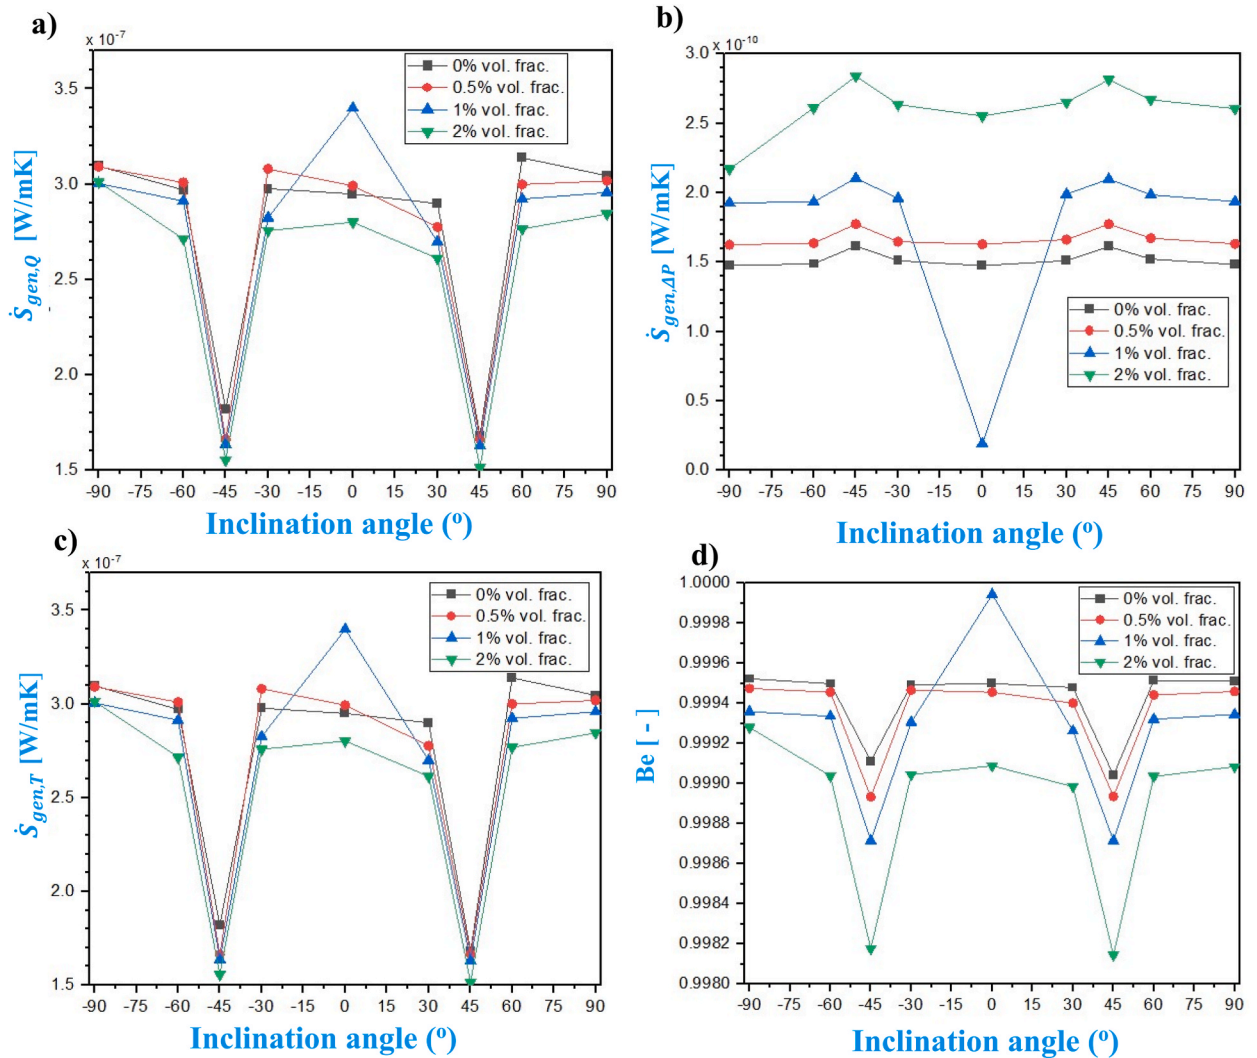 a)
x 10-7
0% vol. frac.
0.5% vol. frac.
1% vol. frac.
2% vol. frac.
3.5
3.0
2.5
2.0
1.5
Ṡgen,Q [W/mK]
-90 -60 -45 -30 -15 0 15 30 45 60 90
Inclination angle (º)
b)
x 10-10
3.0
2.5
2.0
1.5
1.0
0.5
0.0
Ṡgen,ΔP [W/mK]
0% vol. frac.
0.5% vol. frac.
1% vol. frac.
2% vol. frac.
-90 -60 -45 -30 -15 0 15 30 45 60 90
Inclination angle (º)
c)
x 10-7
0% vol. frac.
0.5% vol. frac.
1% vol. frac.
2% vol. frac.
3.5
3.0
2.5
2.0
1.5
Ṡgen,T [W/mK]
-90 -60 -45 -30 -15 0 15 30 45 60 90
Inclination angle (º)
d)
1.0000
0.9998
0.9996
0.9994
0.9992
0.9990
0.9988
0.9986
0.9984
0.9982
0.9980
Be [ - ]
0% vol. frac.
0.5% vol. frac.
1% vol. frac.
2% vol. frac.
-90 -60 -45 -30 -15 0 15 30 45 60 90
Inclination angle (º)